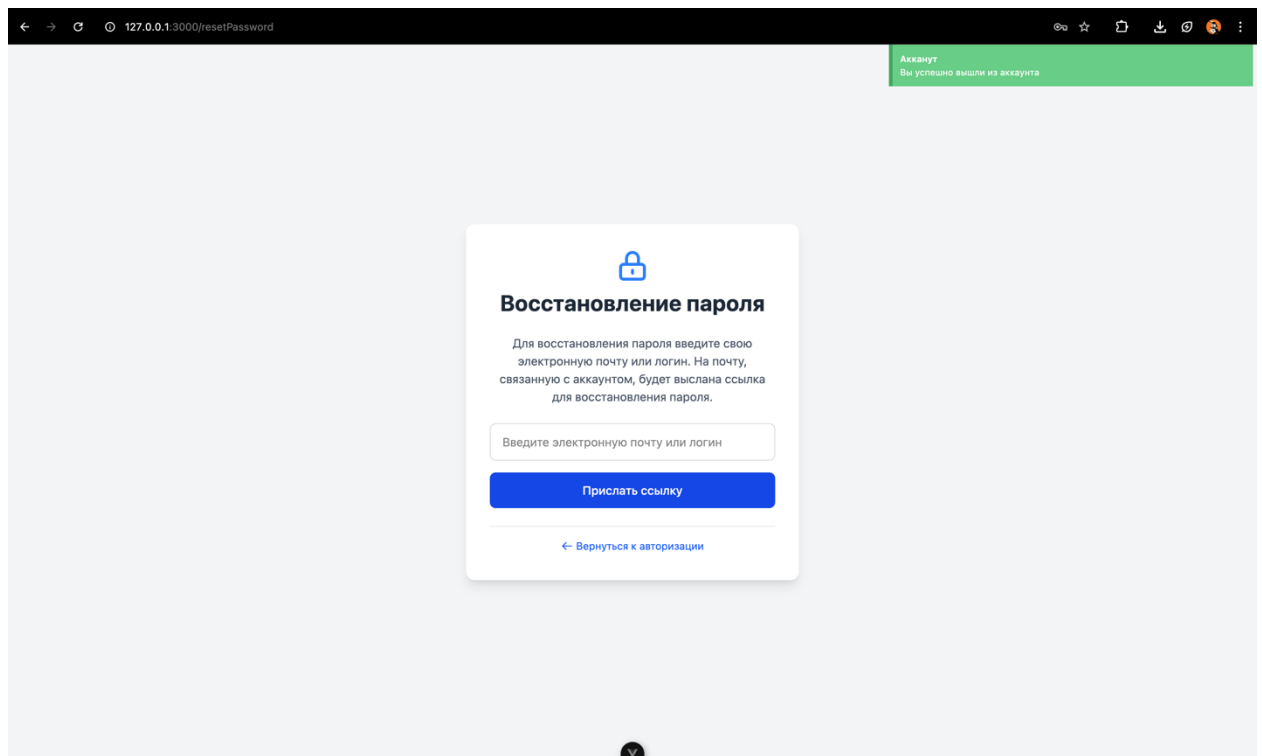 127.0.0.1:3000/resetPassword
Акканут
Вы успешно вышли из аккаунта
Восстановление пароля
Для восстановления пароля введите свою
электронную почту или логин. На почту,
связанную с аккаунтом, будет выслана ссылка
для восстановления пароля.
Введите электронную почту или логин
Прислать ссылку
← Вернуться к авторизации